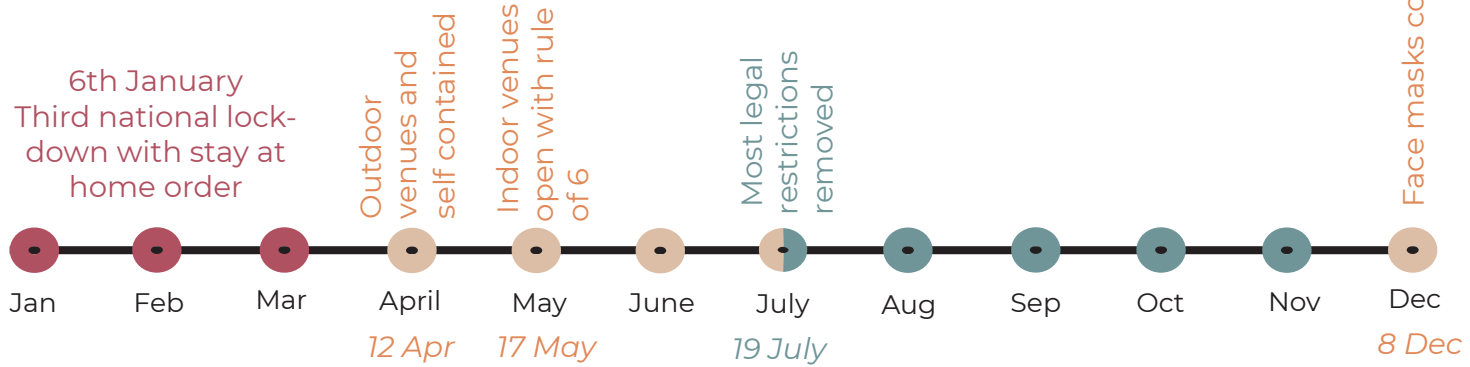 6th January
Third national lock-
down with stay at
home order
Outdoor
venues and
self contained
Indoor venues
open with rule
of 6
Most legal
restrictions
removed
Face masks
Jan
Feb
Mar
April
May
June
July
Aug
Sep
Oct
Nov
Dec
12 Apr
17 May
19 July
8 Dec